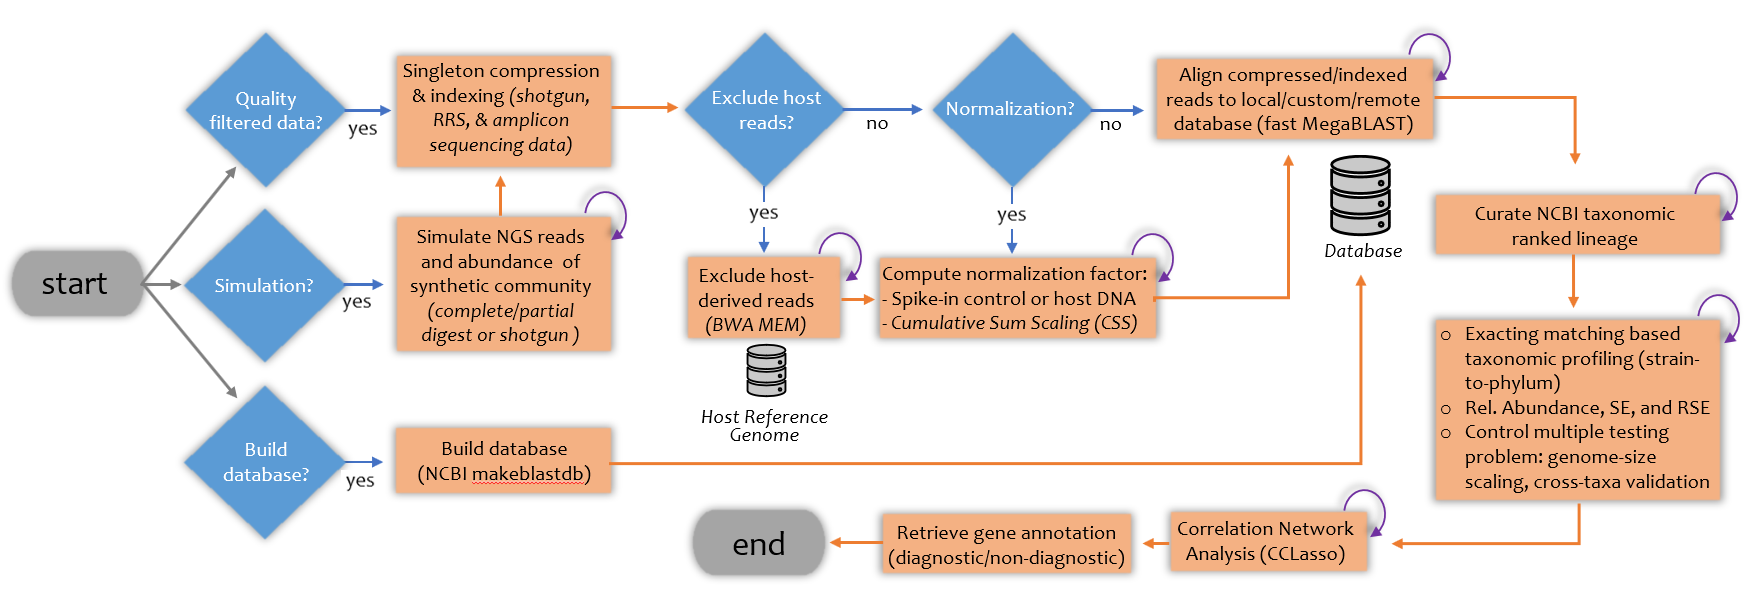 start
Quality
filtered data?
yes
Simulation?
yes
Build
database?
yes
Singleton compression
& indexing (shotgun,
RRS, & amplicon
sequencing data)
Simulate NGS reads
and abundance of
synthetic community
(complete/partial
digest or shotgun )
Build database
(NCBI makeblastdb)
Exclude host
reads?
no
yes
Exclude host-
derived reads
(BWA MEM)
Host Reference
Genome
Normalization?
no
yes
Compute normalization factor:
- Spike-in control or host DNA
- Cumulative Sum Scaling (CSS)
Align compressed/indexed
reads to local/custom/remote
database (fast MegaBLAST)
Database
Curate NCBI taxonomic
ranked lineage
o Exacting matching based
taxonomic profiling (strain-
to-phylum)
o Rel. Abundance, SE, and RSE
o Control multiple testing
problem: genome-size
scaling, cross-taxa validation
Correlation Network
Analysis (CCLasso)
Retrieve gene annotation
(diagnostic/non-diagnostic)
end